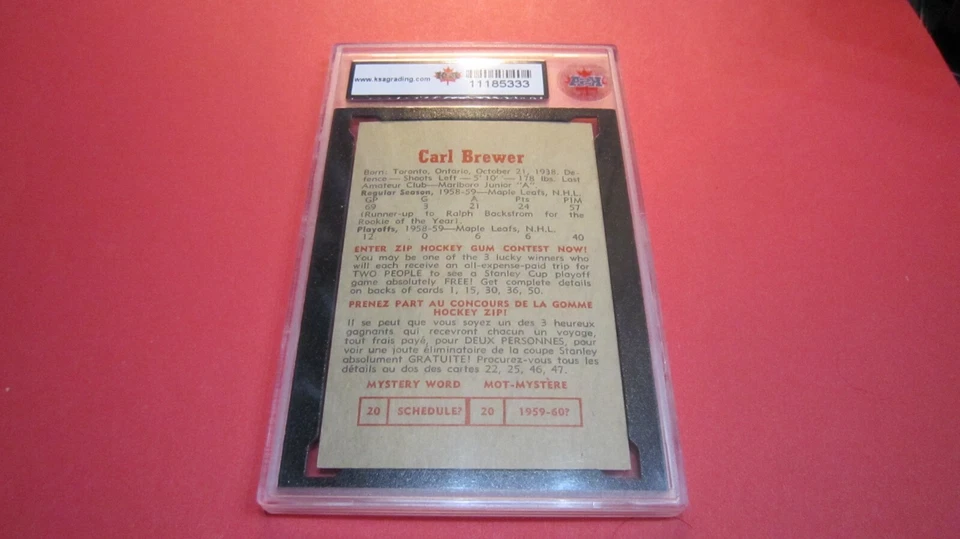 www.ksagrading.com
KSA
11185333
Carl Brewer
Born: Toronto, Ontario, October 21, 1938. De-
fence — Shoots Left — 5' 10" — 178 lbs. Last
Amateur Club—Marlboro Junior "A"
Regular Season, 1958-59—Maple Leafs, N.H.L.
GP G A Pts PIM
69 3 21 24 57
(Runner-up to Ralph Backstrom for the
Rookie of the Year).
Playoffs, 1958-59—Maple Leafs, N.H.L.
12 0 6 6 40
ENTER ZIP HOCKEY GUM CONTEST NOW!
You may be one of the 3 lucky winners who
will each receive an all-expense-paid trip for
TWO PEOPLE to see a Stanley Cup playoff
game absolutely FREE! Get complete details
on backs of cards 1, 15, 30, 36, 50.
PRENEZ PART AU CONCOURS DE LA GOMME
HOCKEY ZIP!
Il se peut que vous soyez un des 3 heureux
gagnants qui recevront chacun un voyage,
tout frais payé, pour DEUX PERSONNES, pour
voir une joute éliminatoire de la coupe Stanley
absolument GRATUITE! Procurez-vous tous les
détails au dos des cartes 22, 25, 46, 47.
MYSTERY WORD MOT-MYSTÈRE
20 SCHEDULE? 20 1959-60?